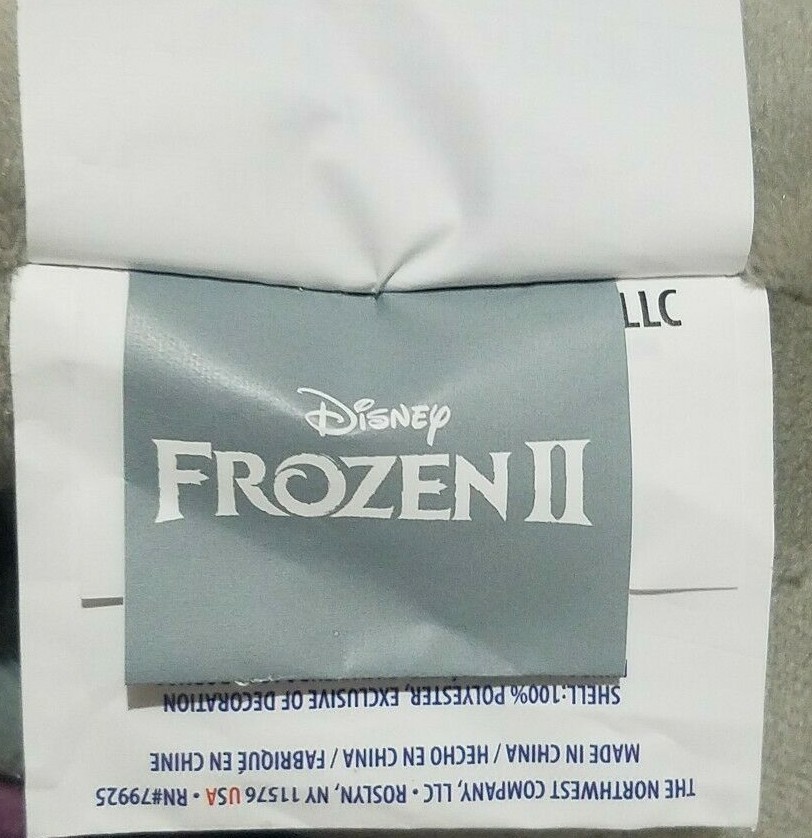 LLC
Disney
FROZEN II
THE NORTHWEST COMPANY, LLC • ROSLYN, NY 11576 USA • RN#79925
MADE IN CHINA / HECHO EN CHINA / FABRIQUÉ EN CHINE
SHELL:100% POLYESTER, EXCLUSIVE OF DECORATION